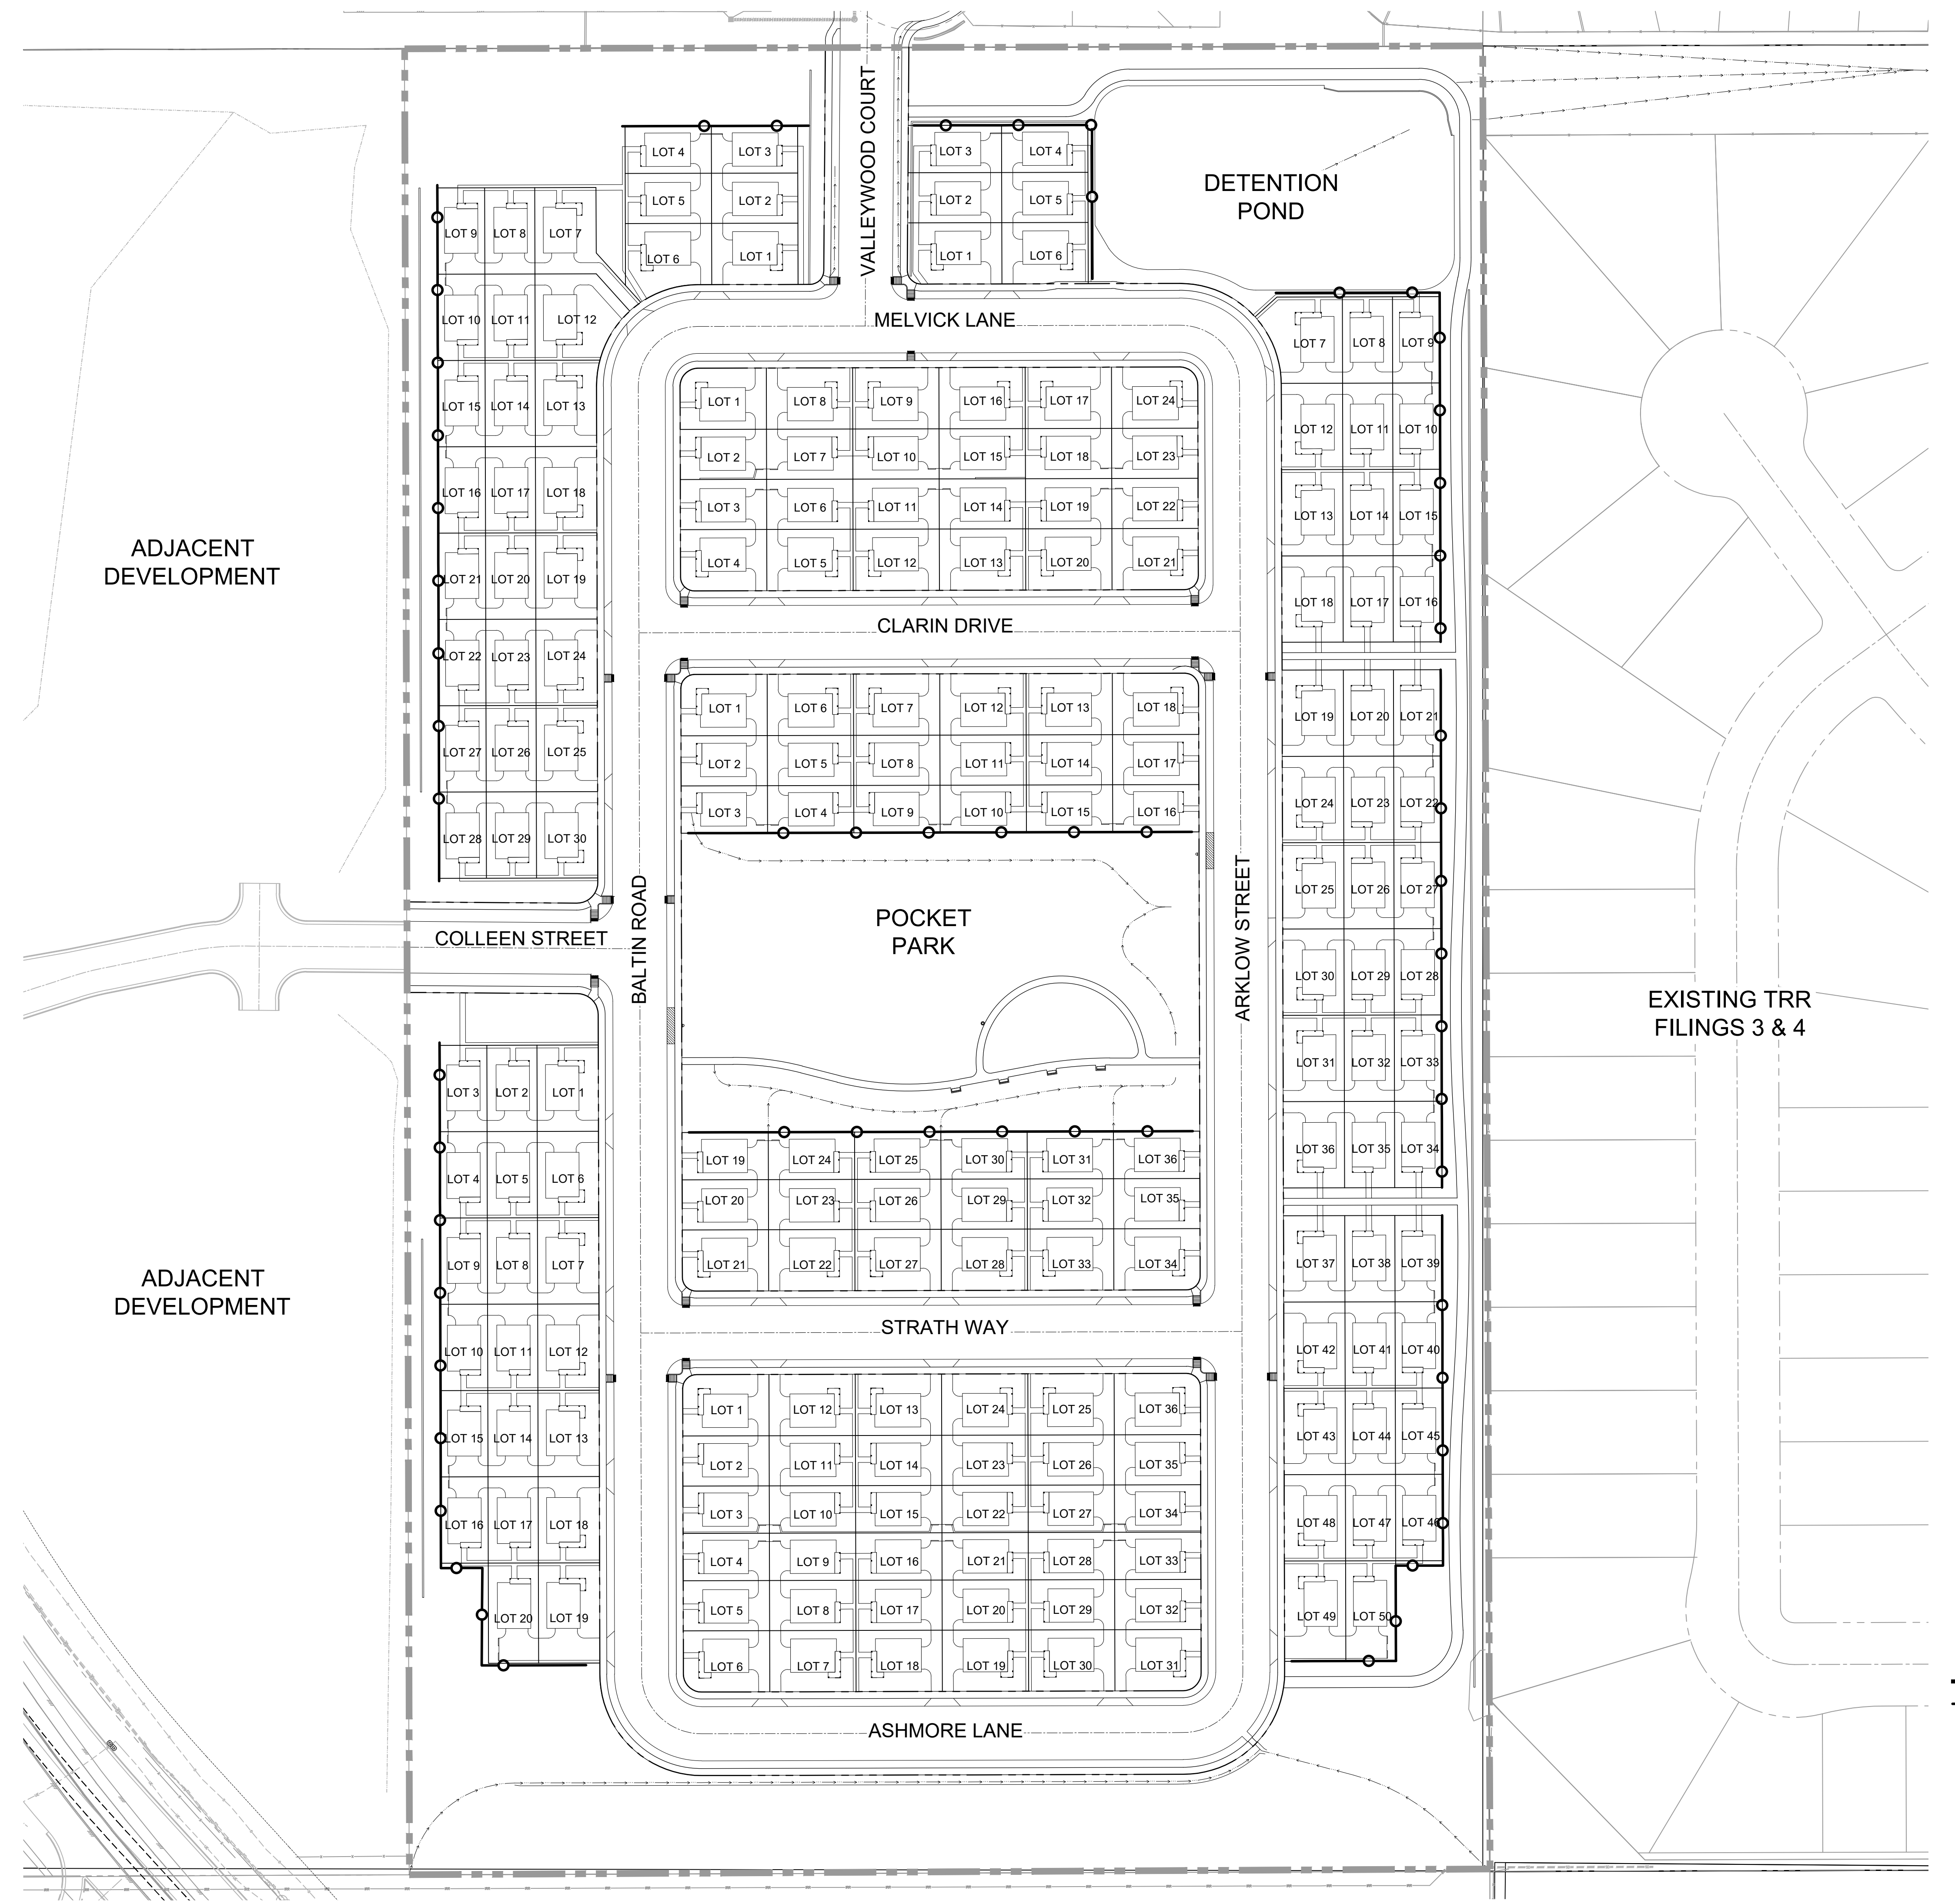 VALLEYWOOD COURT
LOT 4
LOT 3
LOT 5
LOT 2
LOT 6
LOT 1
LOT 3
LOT 4
LOT 2
LOT 5
LOT 1
LOT 6
DETENTION
POND
LOT 9
LOT 8
LOT 7
LOT 10
LOT 11
LOT 12
LOT 15
LOT 14
LOT 13
LOT 16
LOT 17
LOT 18
LOT 21
LOT 20
LOT 19
LOT 22
LOT 23
LOT 24
LOT 27
LOT 26
LOT 25
LOT 28
LOT 29
LOT 30
MELVICK LANE
LOT 1
LOT 8
LOT 9
LOT 16
LOT 17
LOT 24
LOT 2
LOT 7
LOT 10
LOT 15
LOT 18
LOT 23
LOT 3
LOT 6
LOT 11
LOT 14
LOT 19
LOT 22
LOT 4
LOT 5
LOT 12
LOT 13
LOT 20
LOT 21
CLARIN DRIVE
ADJACENT
DEVELOPMENT
LOT 1
LOT 6
LOT 7
LOT 12
LOT 13
LOT 18
LOT 2
LOT 5
LOT 8
LOT 11
LOT 14
LOT 17
LOT 3
LOT 4
LOT 9
LOT 10
LOT 15
LOT 16
POCKET
PARK
BALTIN ROAD
ARKLOW STREET
COLLEEN STREET
LOT 19
LOT 24
LOT 25
LOT 30
LOT 31
LOT 36
LOT 20
LOT 23
LOT 26
LOT 29
LOT 32
LOT 35
LOT 21
LOT 22
LOT 27
LOT 28
LOT 33
LOT 34
STRATH WAY
LOT 7
LOT 8
LOT 9
LOT 12
LOT 11
LOT 10
LOT 13
LOT 14
LOT 15
LOT 18
LOT 17
LOT 16
LOT 19
LOT 20
LOT 21
LOT 24
LOT 23
LOT 22
LOT 25
LOT 26
LOT 27
LOT 30
LOT 29
LOT 28
LOT 31
LOT 32
LOT 33
LOT 36
LOT 35
LOT 34
LOT 37
LOT 38
LOT 39
LOT 42
LOT 41
LOT 40
LOT 43
LOT 44
LOT 45
LOT 48
LOT 47
LOT 46
LOT 49
LOT 50
EXISTING TRR
FILINGS 3 & 4
ADJACENT
DEVELOPMENT
LOT 3
LOT 2
LOT 1
LOT 4
LOT 5
LOT 6
LOT 9
LOT 8
LOT 7
LOT 10
LOT 11
LOT 12
LOT 15
LOT 14
LOT 13
LOT 16
LOT 17
LOT 18
LOT 20
LOT 19
LOT 1
LOT 12
LOT 13
LOT 24
LOT 25
LOT 36
LOT 2
LOT 11
LOT 14
LOT 23
LOT 26
LOT 35
LOT 3
LOT 10
LOT 15
LOT 22
LOT 27
LOT 34
LOT 4
LOT 9
LOT 16
LOT 21
LOT 28
LOT 33
LOT 5
LOT 8
LOT 17
LOT 20
LOT 29
LOT 32
LOT 6
LOT 7
LOT 18
LOT 19
LOT 30
LOT 31
ASHMORE LANE